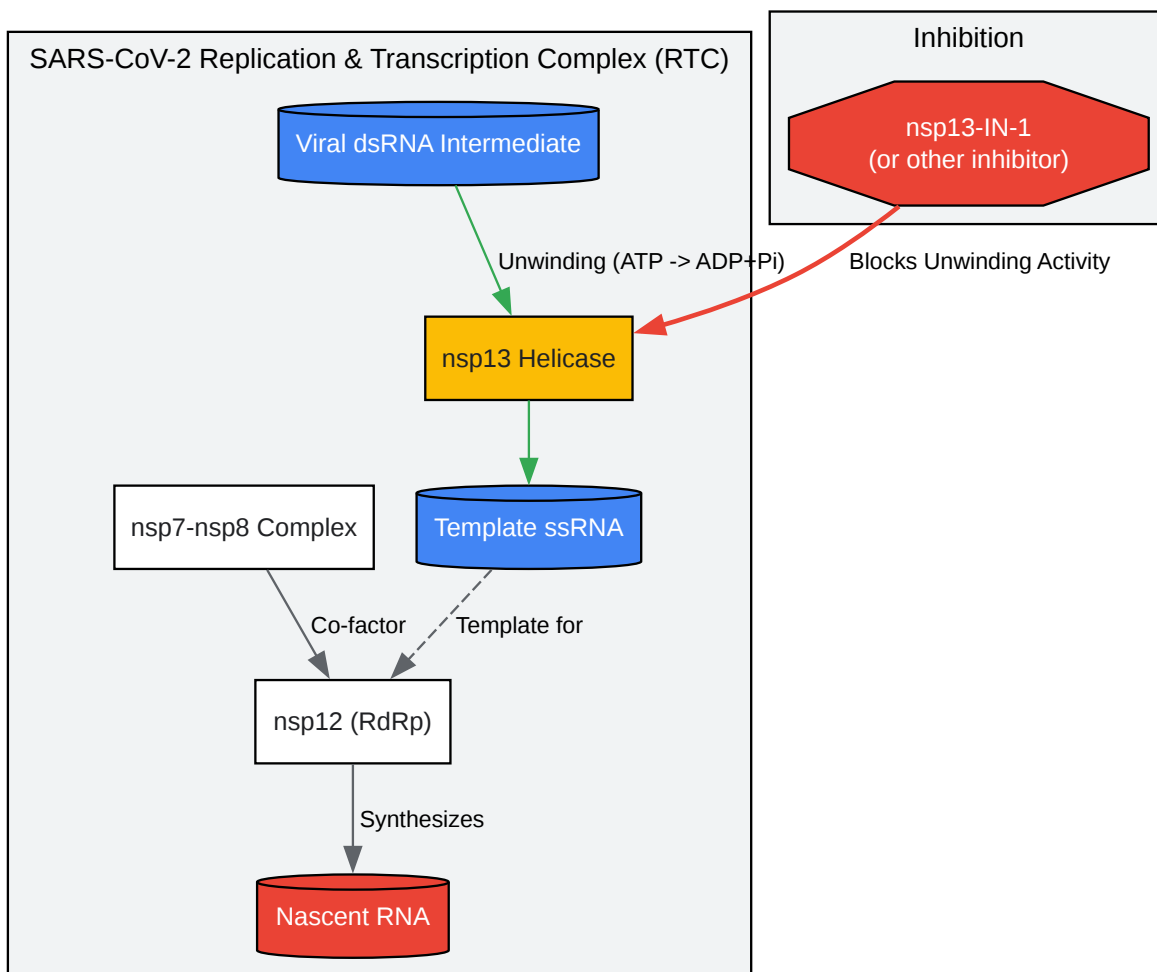 SARS-CoV-2 Replication & Transcription Complex (RTC)
Inhibition
Viral dsRNA Intermediate
nsp13-IN-1
(or other inhibitor)
Unwinding (ATP -> ADP+Pi)
Blocks Unwinding Activity
nsp13 Helicase
nsp7-nsp8 Complex
Template ssRNA
Co-factor
Template for
nsp12 (RdRp)
Synthesizes
Nascent RNA